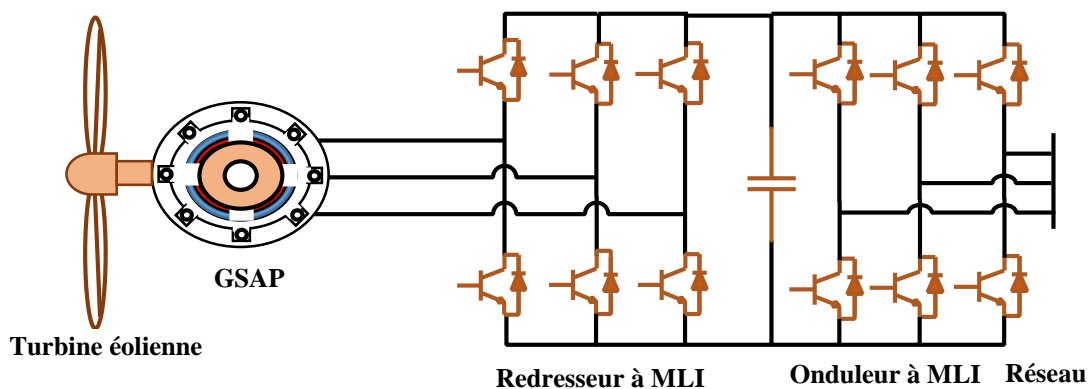 GSAP
Turbine éolienne
Redresseur à MLI
Onduleur à MLI
Réseau